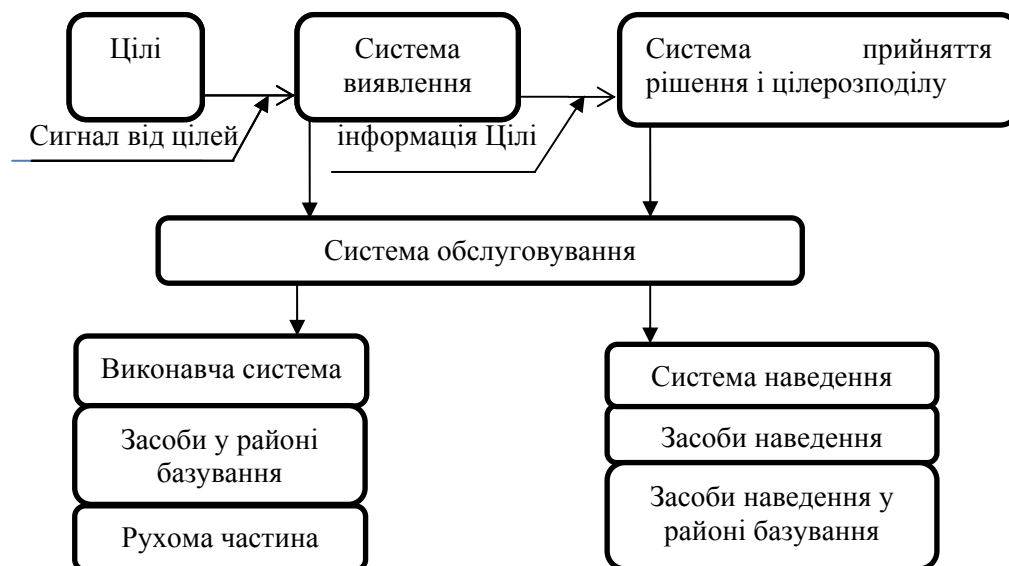 Цілі
Система
виявлення
Система прийняття
рішення і цілерозподілу
Сигнал від цілей
інформація Цілі
Система обслуговування
Виконавча система
Засоби у районі
базування
Рухома частина
Система наведення
Засоби наведення
Засоби наведення у
районі базування